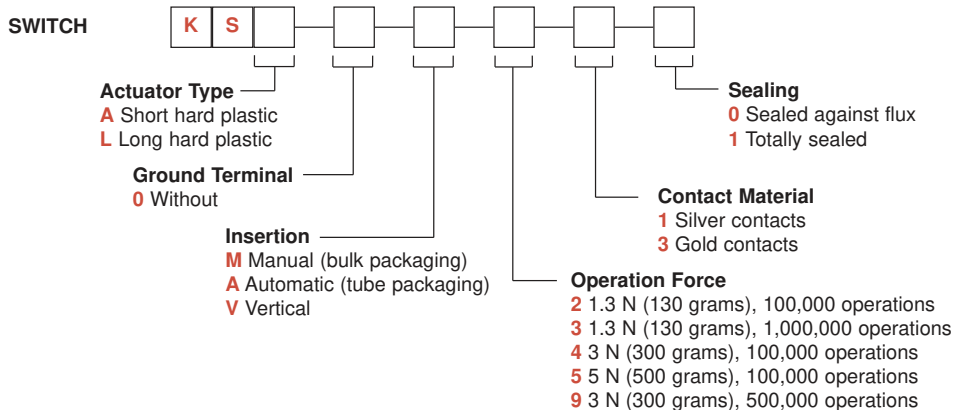 SWITCH K S
Actuator Type
A Short hard plastic
L Long hard plastic
Ground Terminal
0 Without
Insertion
M Manual (bulk packaging)
A Automatic (tube packaging)
V Vertical
Operation Force
2 1.3 N (130 grams), 100,000 operations
3 1.3 N (130 grams), 1,000,000 operations
4 3 N (300 grams), 100,000 operations
5 5 N (500 grams), 100,000 operations
9 3 N (300 grams), 500,000 operations
Contact Material
1 Silver contacts
3 Gold contacts
Sealing
0 Sealed against flux
1 Totally sealed